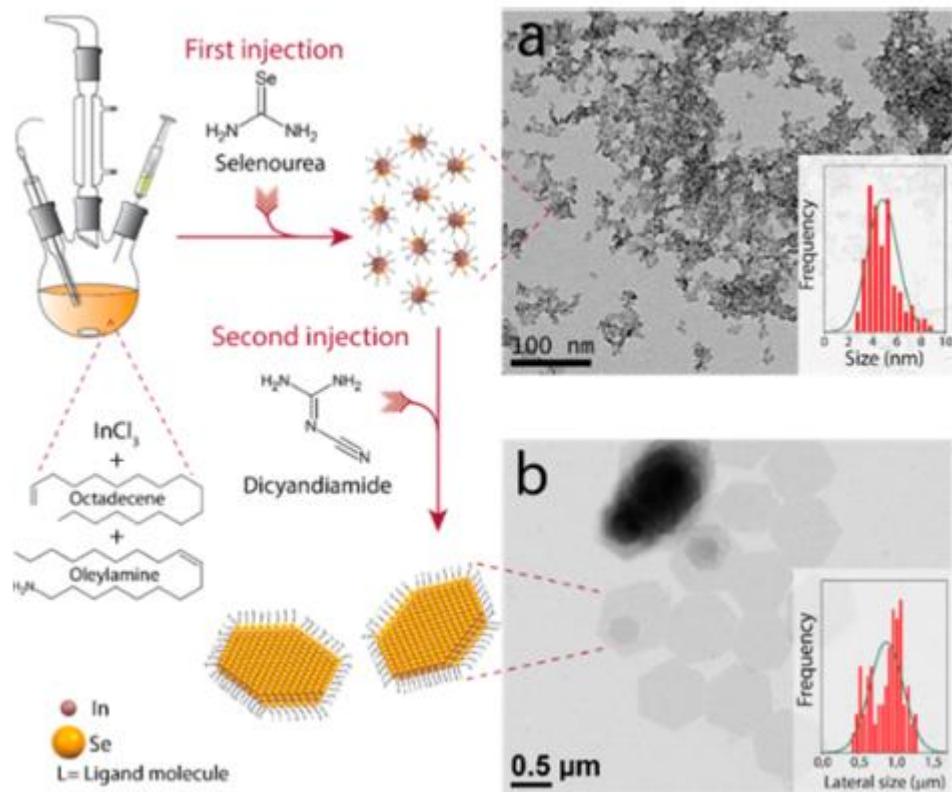 First injection
Se
H₂N NH₂
Selenourea
InCl₃
+
Octadecene
+
Oleylamine
H₂N
Second injection
H₂N NH₂
N
N
Dicyandiamide
In
Se
L= Ligand molecule
a
100 nm
Frequency
0 2 4 6 8 10
Size (nm)
b
0.5 µm
Frequency
0,0 0,5 1,0 1,5
Lateral size (µm)